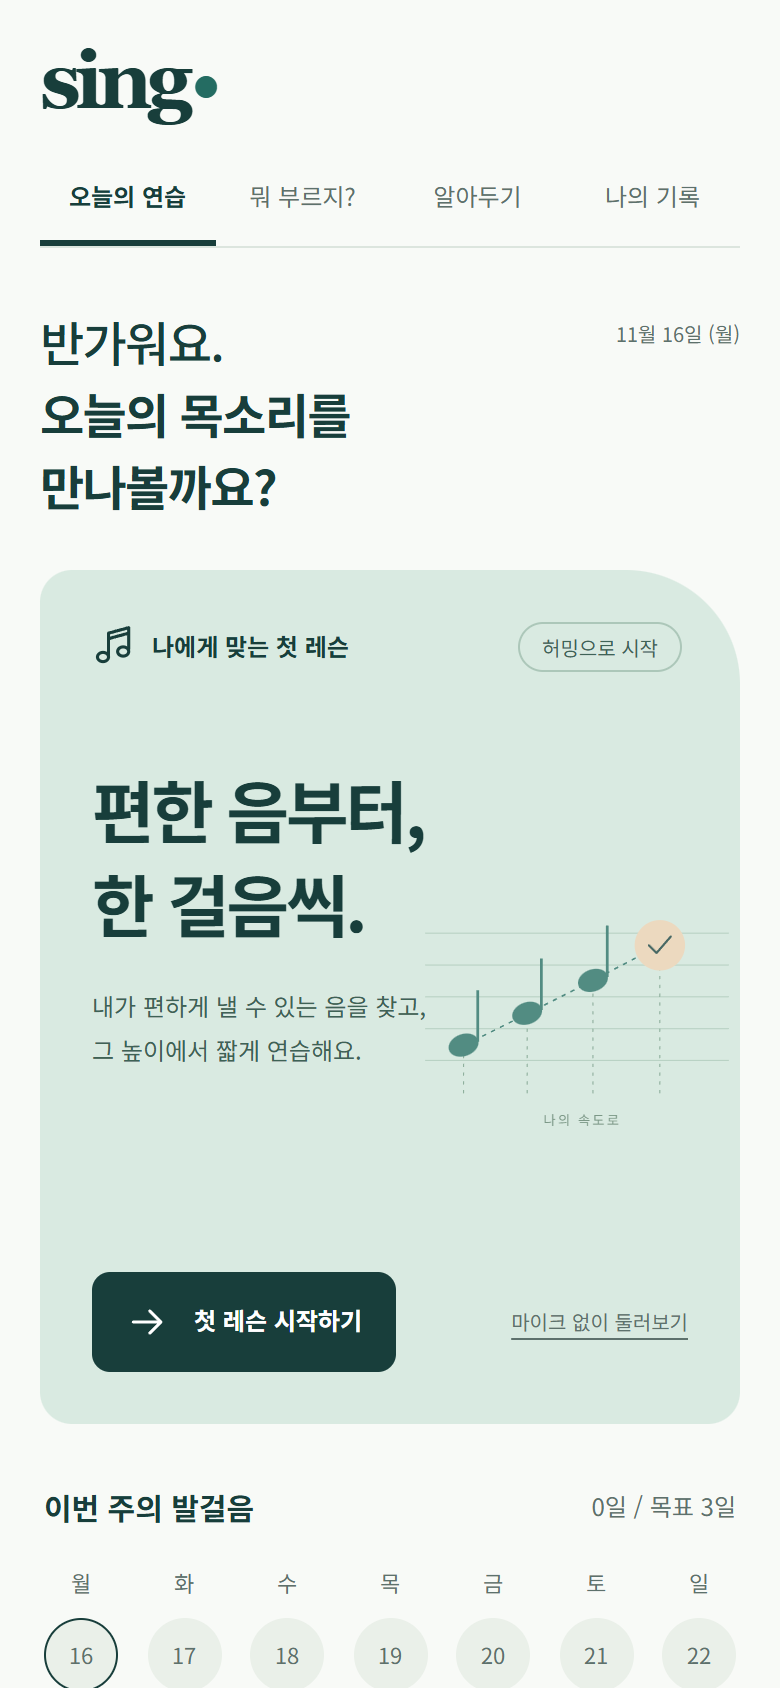 sing
오늘의 연습 뭐 부르지? 알아두기 나의 기록
반가워요.
11월 16일 (월)
오늘의 목소리를
만나볼까요?
나에게 맞는 첫 레슨
허밍으로 시작
편한 음부터,
한 걸음씩.
내가 편하게 낼 수 있는 음을 찾고,
그 높이에서 짧게 연습해요.
나의 속도로
첫 레슨 시작하기
마이크 없이 둘러보기
이번 주의 발걸음
0일 / 목표 3일
월 화 수 목 금 토 일
16 17 18 19 20 21 22